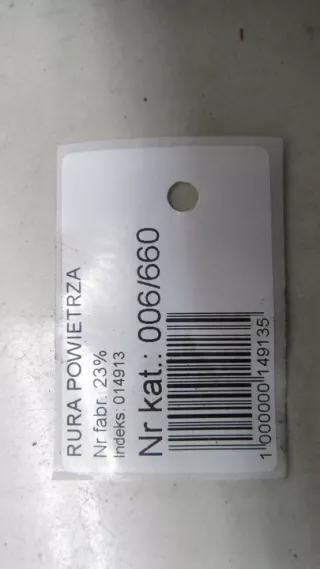 RURA POWIETRZA
Nr fabr. 23%
Indeks: 014913
Nr kat.: 006/660
1 000000 149135